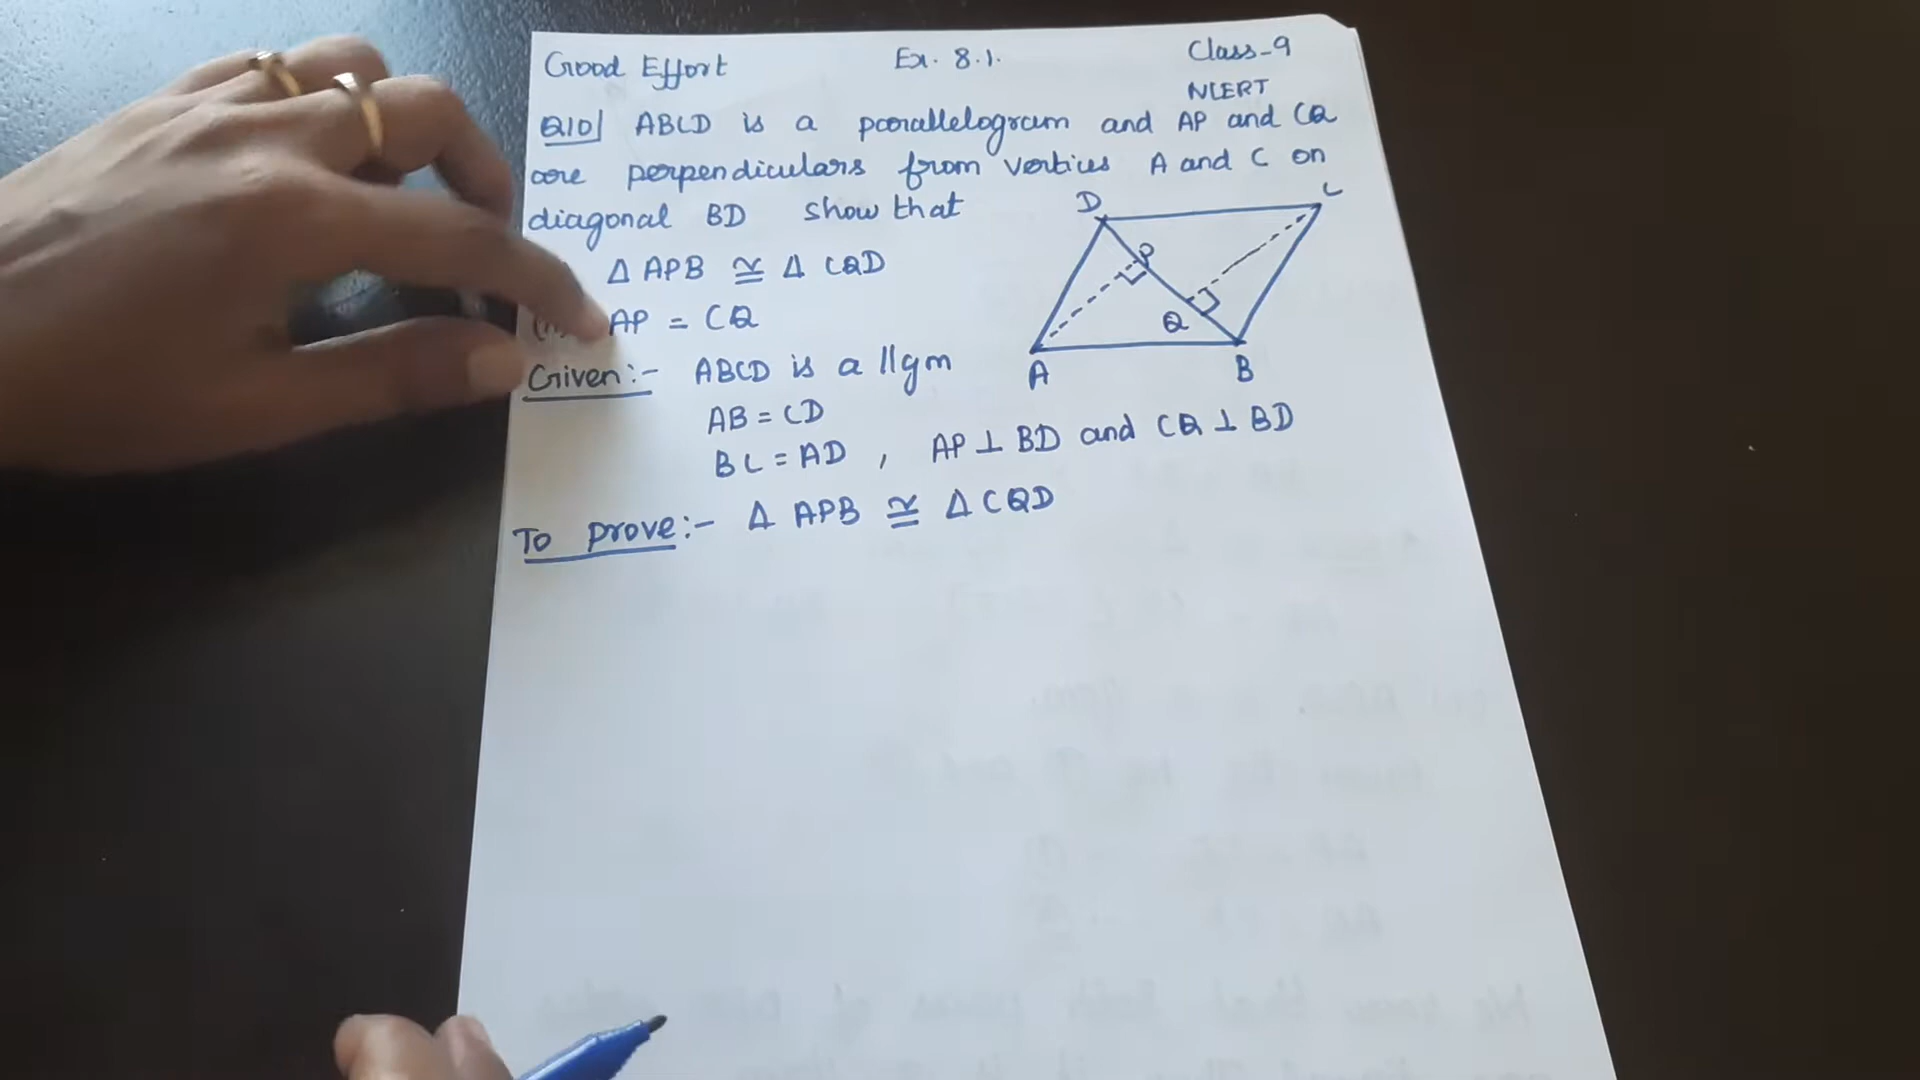 Good Effort Ex. 8.1. Class-9
NCERT
Q10 ABCD is a parallelogram and AP and CQ
are perpendiculars from vertices A and C on
diagonal BD show that
Δ APB ≅ Δ CQD
AP = CQ
D
C
P
Q
A
B
Given:- ABCD is a llgm
AB = CD
BC = AD , AP ⊥ BD and CQ ⊥ BD
To prove:- Δ APB ≅ Δ CQD